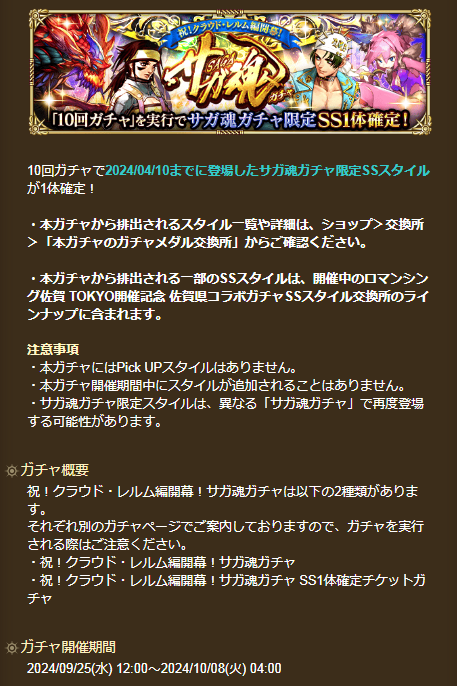 祝!クラウド・レルム編開幕!
サガ魂
SAGA
ガチャ
「10回ガチャ」を実行でサガ魂ガチャ限定SS1体確定!
10回ガチャで2024/04/10までに登場したサガ魂ガチャ限定SSスタイル
が1体確定!
・本ガチャから排出されるスタイル一覧や詳細は、ショップ> 交換所
> 「本ガチャのガチャメダル交換所」からご確認ください。
・本ガチャから排出される一部のSSスタイルは、開催中のロマンシン
グ佐賀 TOKYO開催記念 佐賀県コラボガチャSSスタイル交換所のライ
ンナップに含まれます。
注意事項
・本ガチャにはPick UPスタイルはありません。
・本ガチャ開催期間中にスタイルが追加されることはありません。
・サガ魂ガチャ限定スタイルは、異なる「サガ魂ガチャ」で再度登場
する可能性があります。
ガチャ概要
祝!クラウド・レルム編開幕!サガ魂ガチャは以下の2種類がありま
す。
それぞれ別のガチャページでご案内しておりますので、ガチャを実行
される際はご注意ください。
・祝!クラウド・レルム編開幕!サガ魂ガチャ
・祝!クラウド・レルム編開幕!サガ魂ガチャ SS1体確定チケットガ
チャ
ガチャ開催期間
2024/09/25(水) 12:00～2024/10/08(火) 04:00